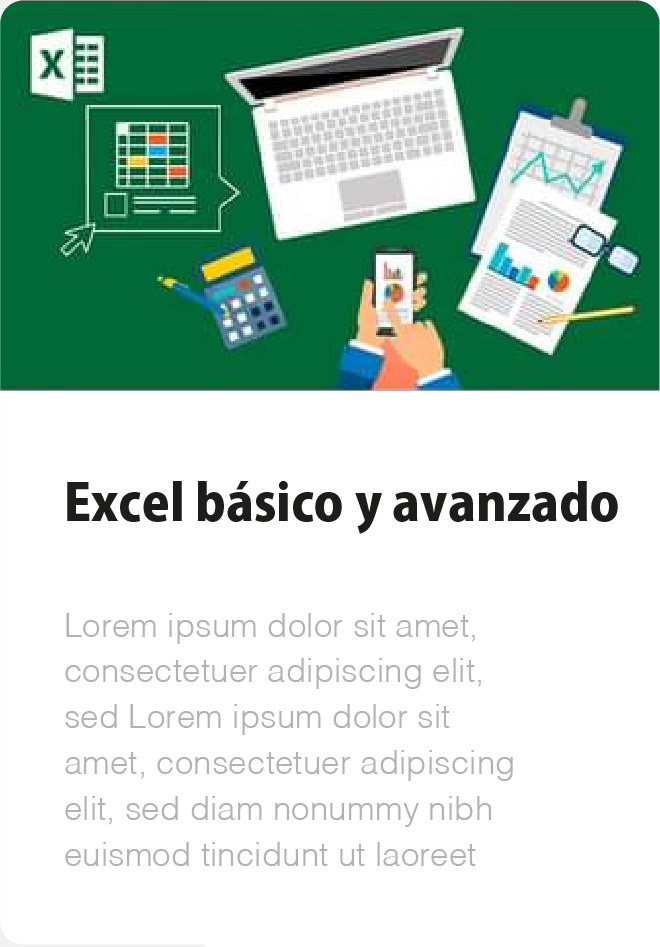 X
Excel básico y avanzado
Lorem ipsum dolor sit amet,
consectetuer adipiscing elit,
sed Lorem ipsum dolor sit
amet, consectetuer adipiscing
elit, sed diam nonummy nibh
euismod tincidunt ut laoreet